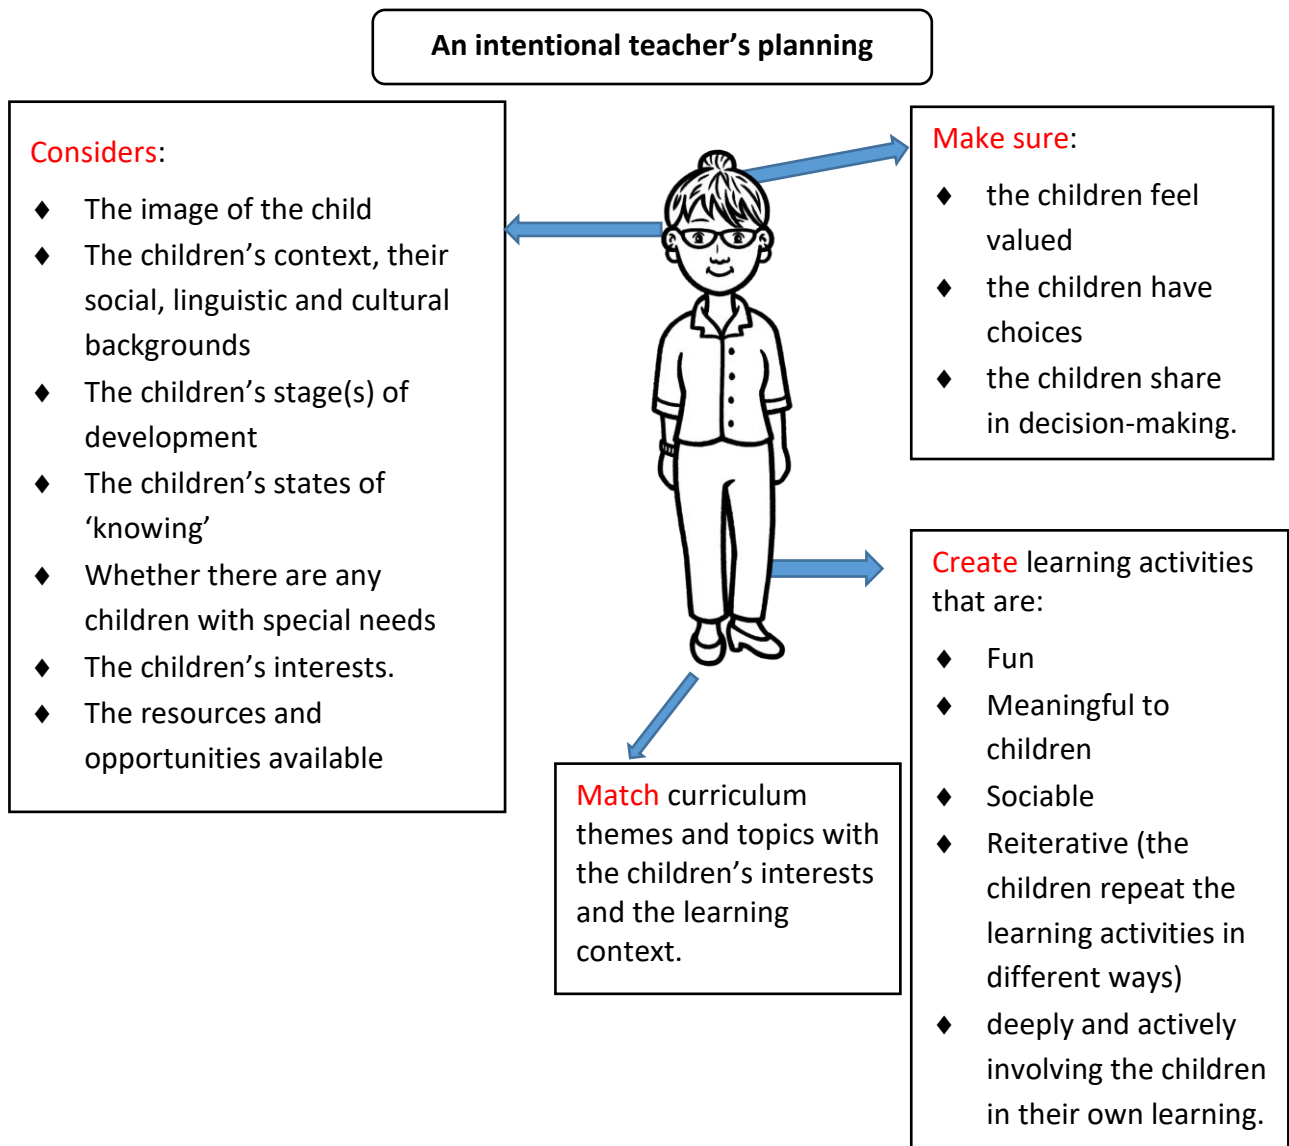 An intentional teacher’s planning
Considers:
♦ The image of the child
♦ The children’s context, their
social, linguistic and cultural
backgrounds
♦ The children’s stage(s) of
development
♦ The children’s states of
‘knowing’
♦ Whether there are any
children with special needs
♦ The children’s interests.
♦ The resources and
opportunities available
Make sure:
♦ the children feel
valued
♦ the children have
choices
♦ the children share
in decision-making.
Match curriculum
themes and topics with
the children’s interests
and the learning
context.
Create learning activities
that are:
♦ Fun
♦ Meaningful to
children
♦ Sociable
♦ Reiterative (the
children repeat the
learning activities in
different ways)
♦ deeply and actively
involving the children
in their own learning.